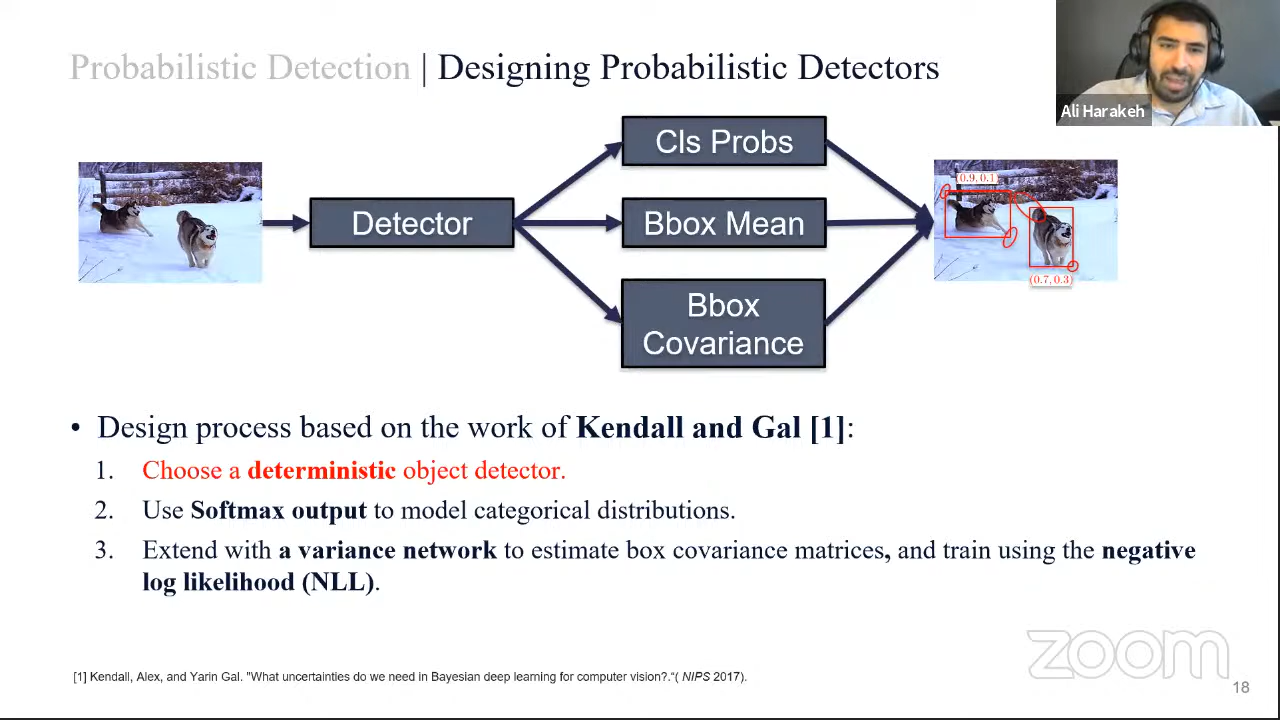 Probabilistic Detection | Designing Probabilistic Detectors
Ali Harakeh
Cls Probs
Detector
Bbox Mean
Bbox
Covariance
(0.9, 0.1)
(0.7, 0.3)
• Design process based on the work of Kendall and Gal [1]:
1. Choose a deterministic object detector.
2. Use Softmax output to model categorical distributions.
3. Extend with a variance network to estimate box covariance matrices, and train using the negative
log likelihood (NLL).
zoom
[1] Kendall, Alex, and Yarin Gal. "What uncertainties do we need in Bayesian deep learning for computer vision?."( NIPS 2017).
18